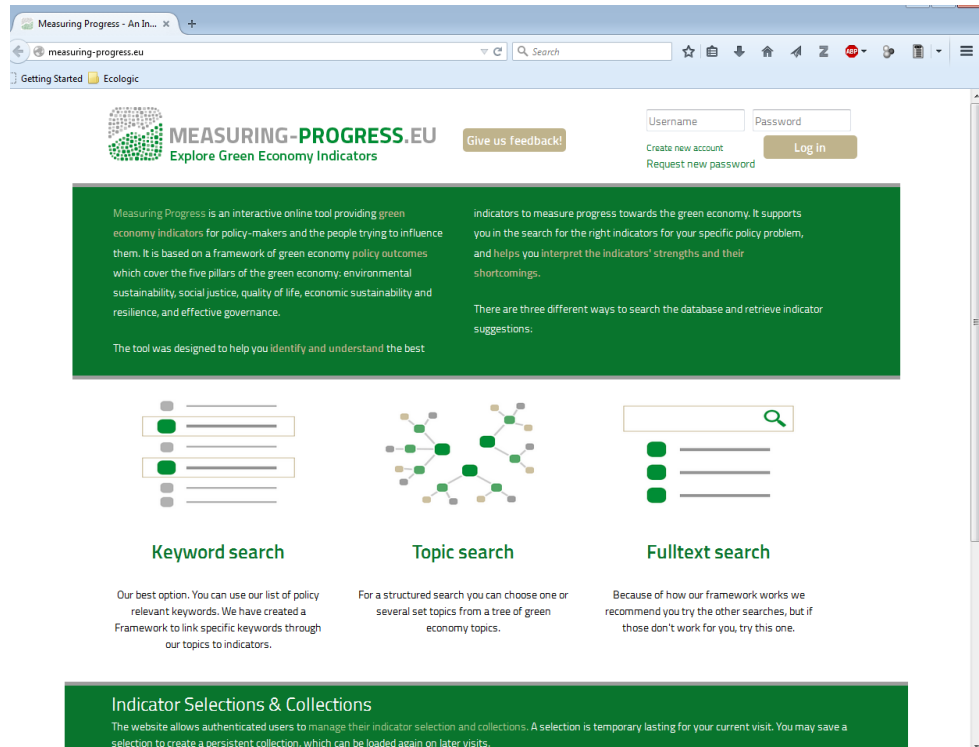 Measuring Progress - An In...
measuring-progress.eu
Search
ABP
Getting Started
Ecologic
MEASURING-PROGRESS.EU
Explore Green Economy Indicators
Give us feedback!
Username
Password
Create new account
Log in
Request new password
Measuring Progress is an interactive online tool providing green
economy indicators for policy-makers and the people trying to influence
them. It is based on a framework of green economy policy outcomes
which cover the five pillars of the green economy: environmental
sustainability, social justice, quality of life, economic sustainability and
resilience, and effective governance.
The tool was designed to help you identify and understand the best
indicators to measure progress towards the green economy. It supports
you in the search for the right indicators for your specific policy problem,
and helps you interpret the indicators' strengths and their
shortcomings.
There are three different ways to search the database and retrieve indicator
suggestions:
Keyword search
Our best option. You can use our list of policy
relevant keywords. We have created a
Framework to link specific keywords through
our topics to indicators.
Topic search
For a structured search you can choose one or
several set topics from a tree of green
economy topics.
Fulltext search
Because of how our framework works we
recommend you try the other searches, but if
those don't work for you, try this one.
Indicator Selections & Collections
The website allows authenticated users to manage their indicator selection and collections. A selection is temporary lasting for your current visit. You may save a
selection to create a persistent collection, which can be loaded again on later visits.